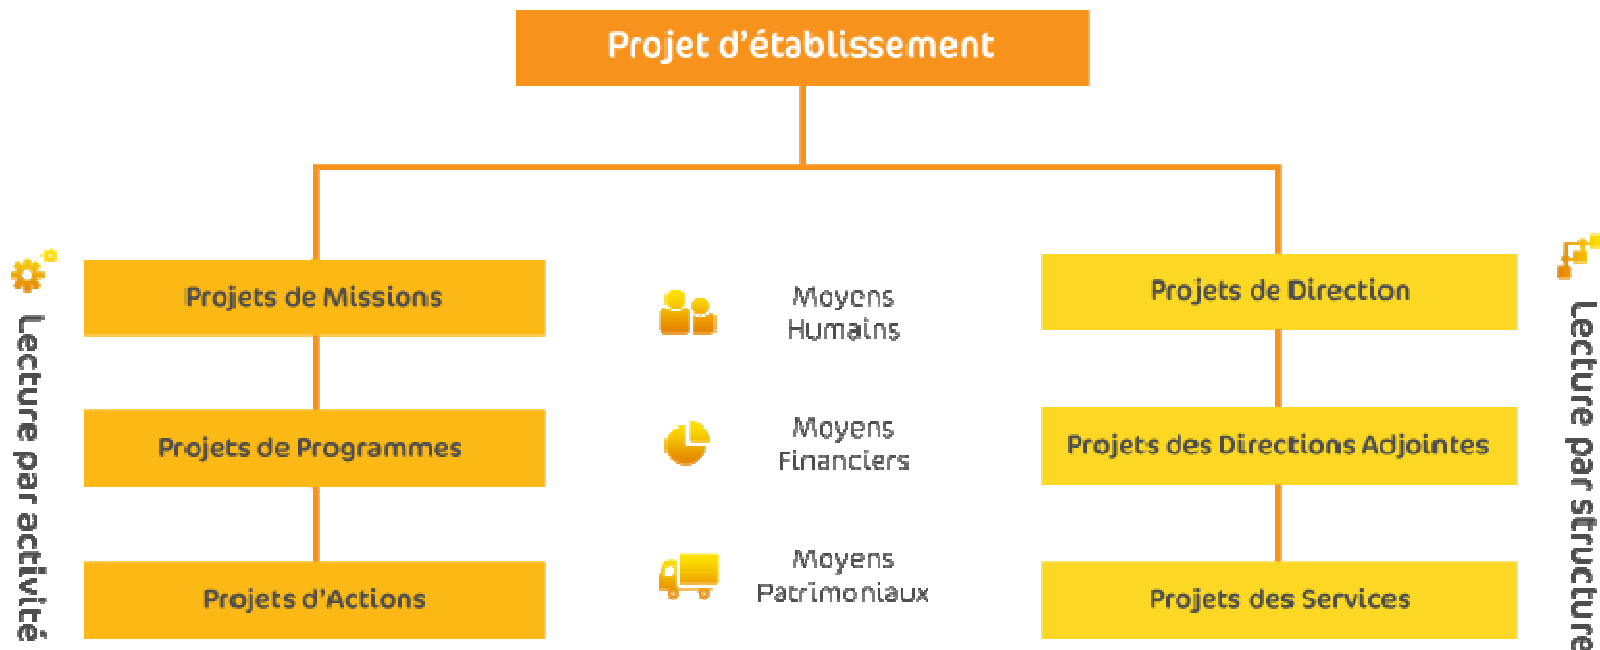 Projet d'établissement
Lecture par activité
Projets de Missions
Projets de Programmes
Projets d'Actions
Moyens
Humains
Moyens
Financiers
Moyens
Patrimoniaux
Projets de Direction
Projets des Directions Adjointes
Projets des Services
Lecture par structure